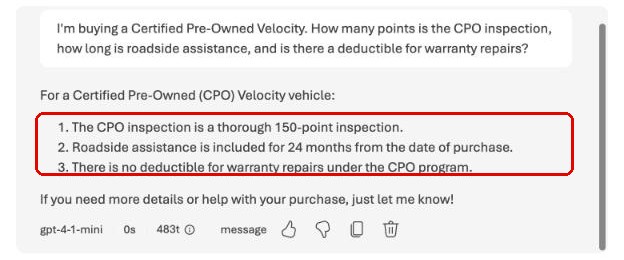 I'm buying a Certified Pre-Owned Velocity. How many points is the CPO inspection,
how long is roadside assistance, and is there a deductible for warranty repairs?
For a Certified Pre-Owned (CPO) Velocity vehicle:
1. The CPO inspection is a thorough 150-point inspection.
2. Roadside assistance is included for 24 months from the date of purchase.
3. There is no deductible for warranty repairs under the CPO program.
If you need more details or help with your purchase, just let me know!
gpt-4-1-mini 0s 483t message